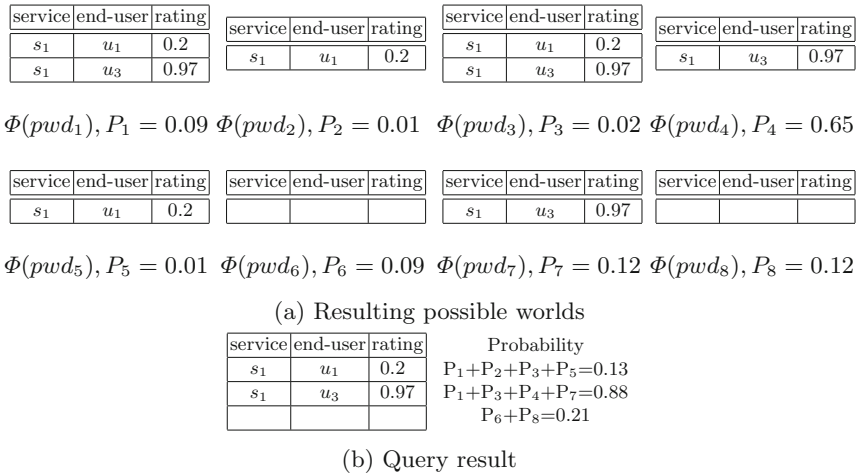 service end-user rating service end-user rating service end-user rating service end-user rating
s₁ u₁ 0.2 s₁ u₁ 0.2 s₁ u₁ 0.2 s₁ u₃ 0.97
s₁ u₃ 0.97 s₁ u₃ 0.97
Φ(pwd₁), P₁ = 0.09 Φ(pwd₂), P₂ = 0.01 Φ(pwd₃), P₃ = 0.02 Φ(pwd₄), P₄ = 0.65
service end-user rating service end-user rating service end-user rating service end-user rating
s₁ u₁ 0.2 s₁ u₃ 0.97
Φ(pwd₅), P₅ = 0.01 Φ(pwd₆), P₆ = 0.09 Φ(pwd₇), P₇ = 0.12 Φ(pwd₈), P₈ = 0.12
(a) Resulting possible worlds
service end-user rating Probability
s₁ u₁ 0.2 P₁+P₂+P₃+P₅=0.13
s₁ u₃ 0.97 P₁+P₃+P₄+P₇=0.88
P₆+P₈=0.21
(b) Query result